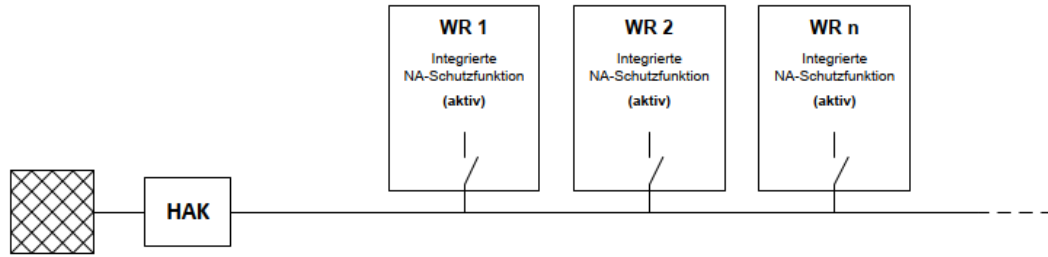 WR 1
Integrierte
NA-Schutzfunktion
(aktiv)
WR 2
Integrierte
NA-Schutzfunktion
(aktiv)
WR n
Integrierte
NA-Schutzfunktion
(aktiv)
HAK